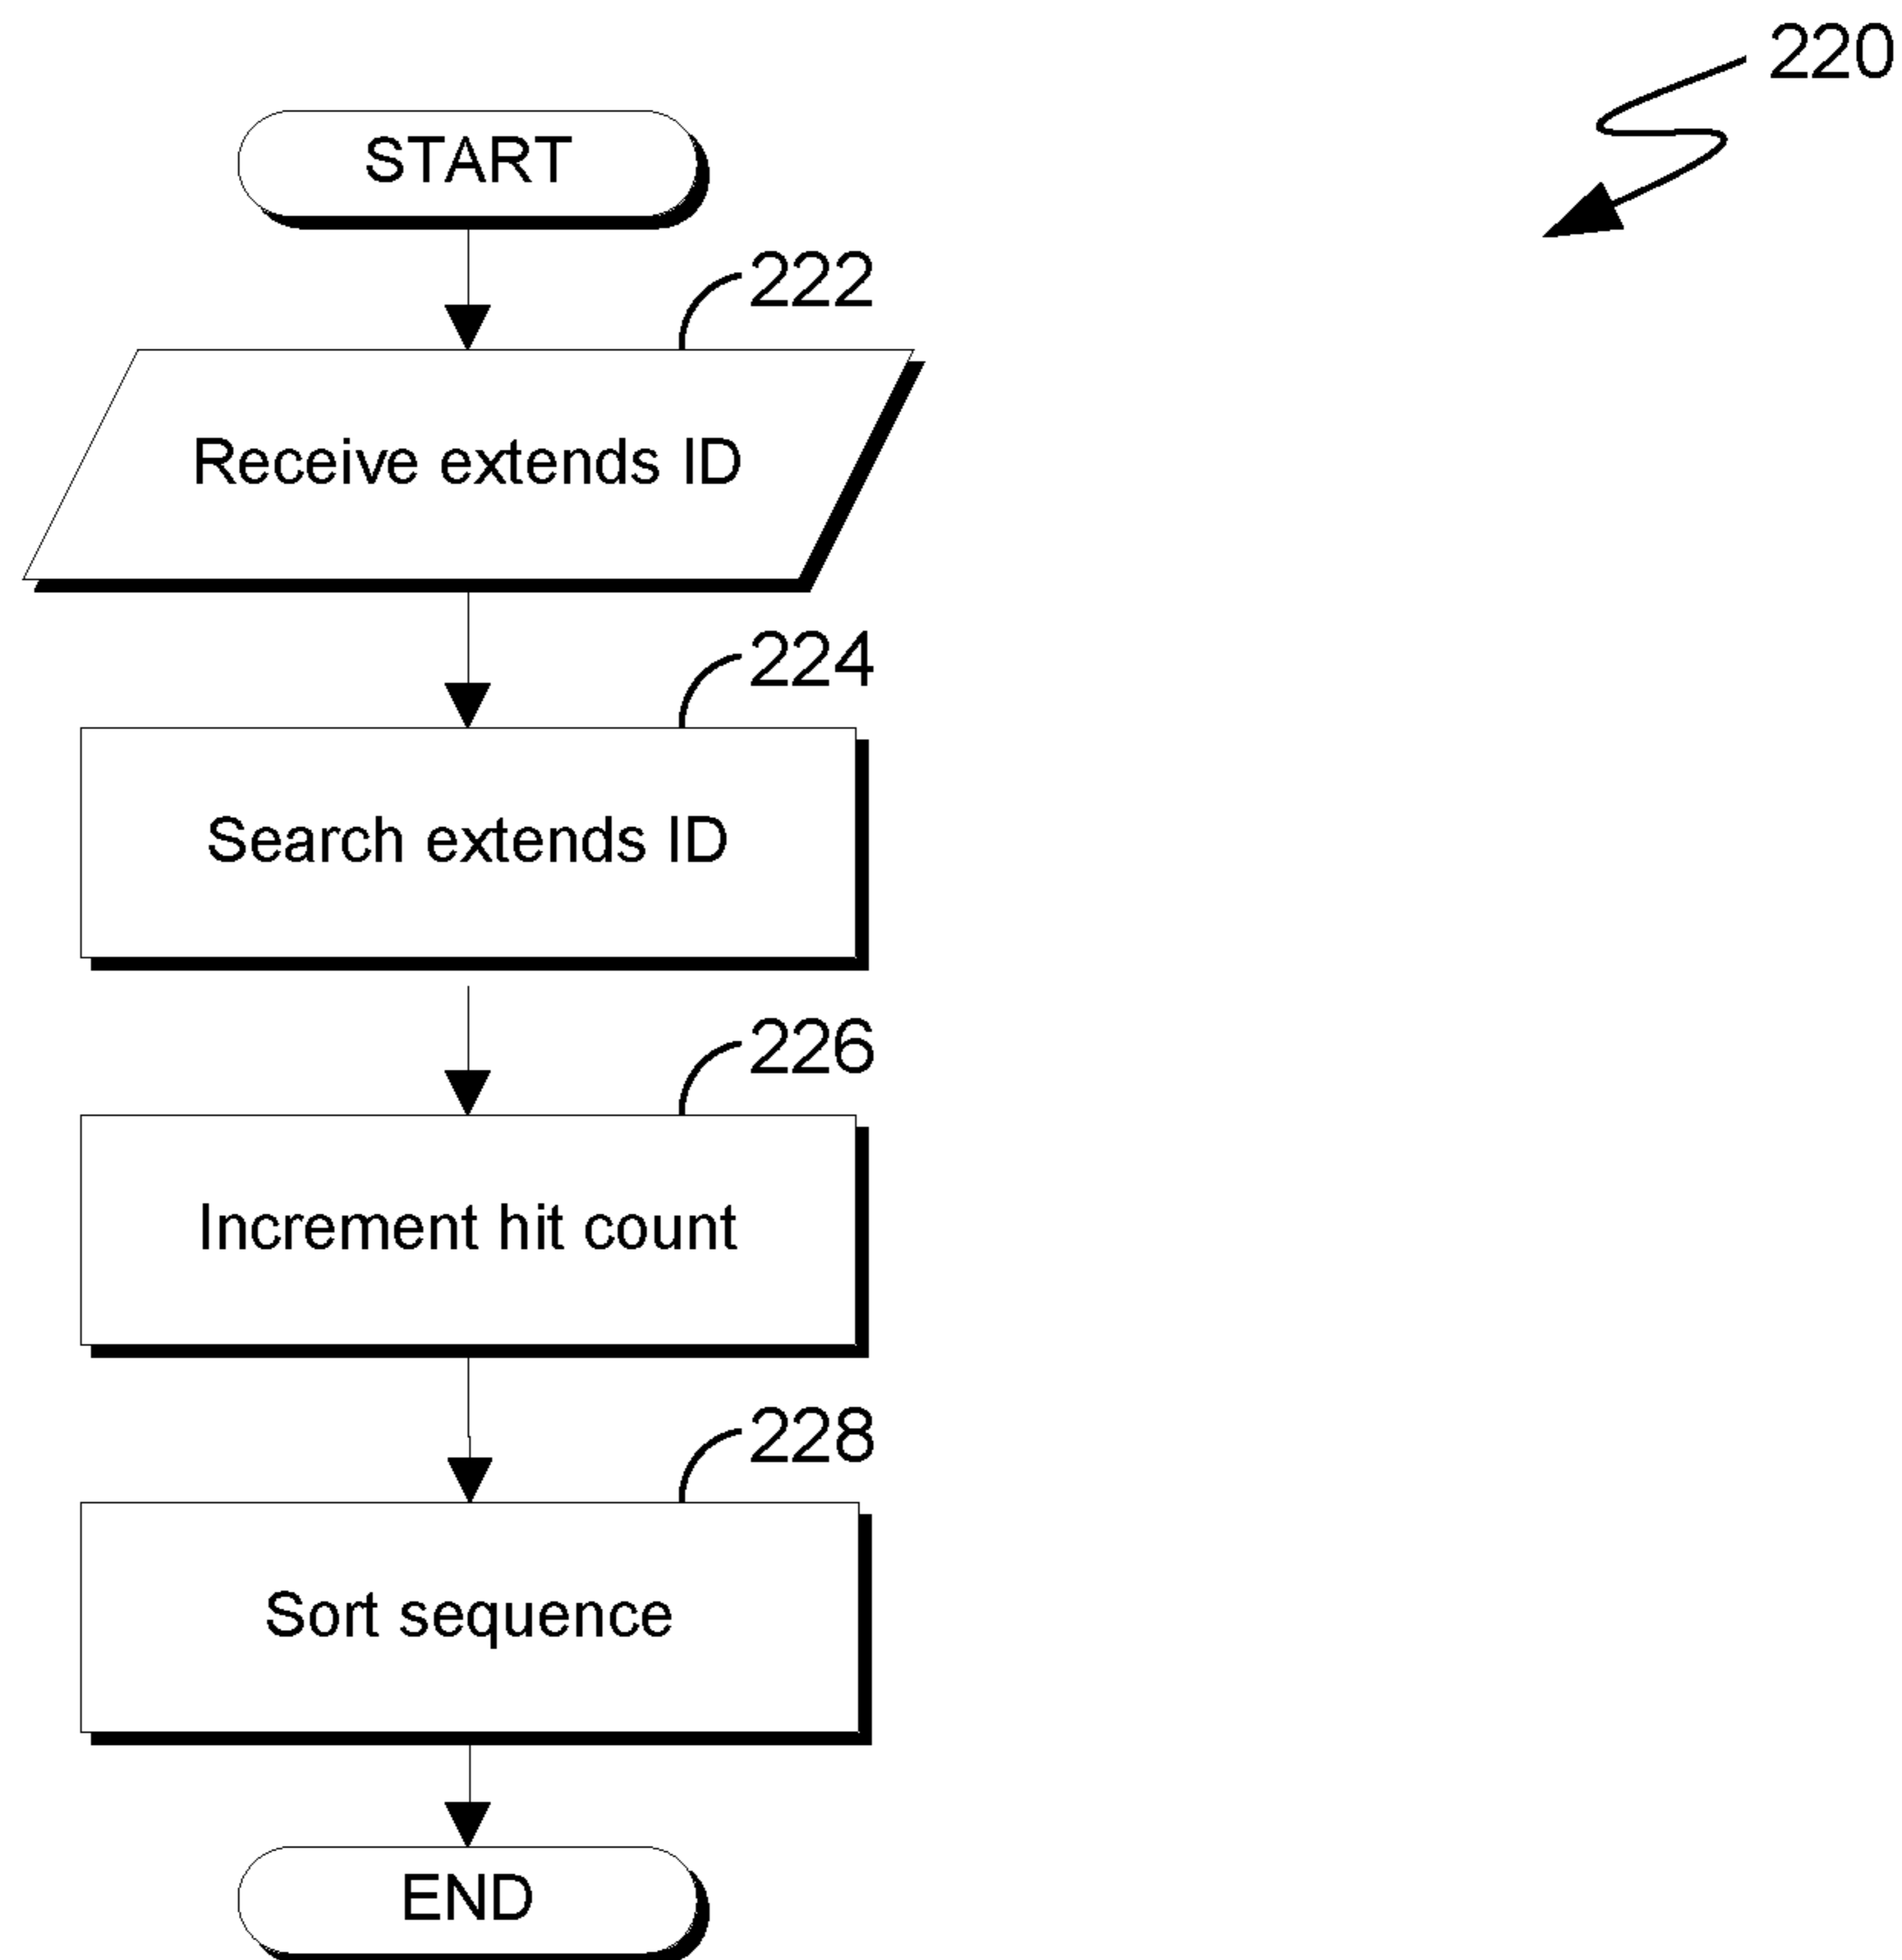 220
START
222
Receive extends ID
224
Search extends ID
226
Increment hit count
228
Sort sequence
END